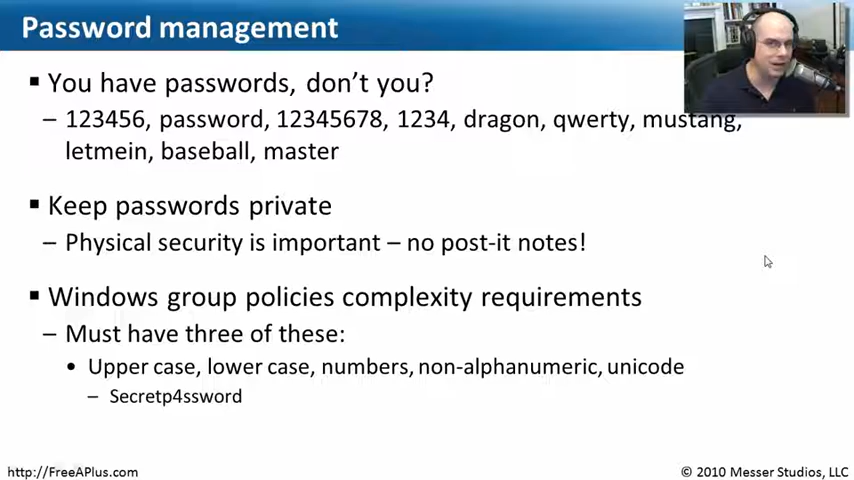 Password management
▪ You have passwords, don't you?
– 123456, password, 12345678, 1234, dragon, qwerty, mustang,
letmein, baseball, master
▪ Keep passwords private
– Physical security is important – no post-it notes!
▪ Windows group policies complexity requirements
– Must have three of these:
• Upper case, lower case, numbers, non-alphanumeric, unicode
– Secretp4ssword
http://FreeAPlus.com
© 2010 Messer Studios, LLC